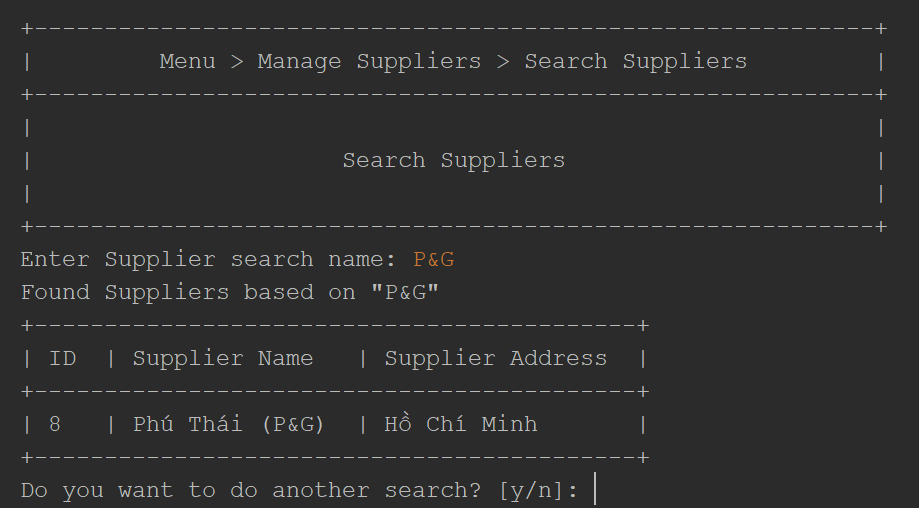 +------------------------------------------------------------+
|         Menu > Manage Suppliers > Search Suppliers         |
+------------------------------------------------------------+
|                                                            |
|                      Search Suppliers                      |
|                                                            |
+------------------------------------------------------------+
Enter Supplier search name: P&G
Found Suppliers based on "P&G"
+-------------------------------------------+
| ID  | Supplier Name   | Supplier Address  |
+-------------------------------------------+
| 8   | Phú Thái (P&G)  | Hồ Chí Minh       |
+-------------------------------------------+
Do you want to do another search? [y/n]: